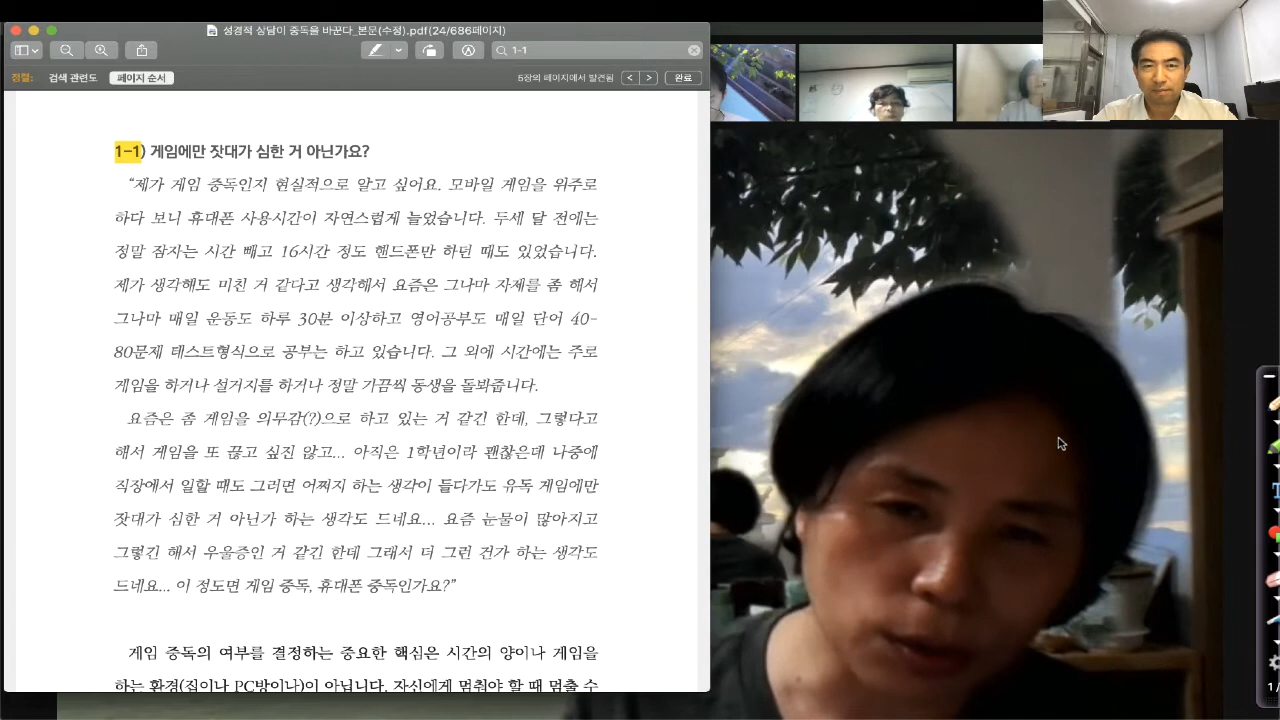 성경적 상담이 중독을 바꾼다_본문(수정).pdf(24/686페이지)
1-1
정렬: 검색 관련도 페이지 순서 5장의 페이지에서 발견됨 < > 완료
1-1) 게임에만 잣대가 심한 거 아닌가요?
“제가 게임 중독인지 현실적으로 알고 싶어요. 모바일 게임을 위주로
하다 보니 휴대폰 사용시간이 자연스럽게 늘었습니다. 두세 달 전에는
정말 잠자는 시간 빼고 16시간 정도 핸드폰만 하던 때도 있었습니다.
제가 생각해도 미친 거 같다고 생각해서 요즘은 그나마 자제를 좀 해서
그나마 매일 운동도 하루 30분 이상하고 영어공부도 매일 단어 40-
80문제 테스트형식으로 공부는 하고 있습니다. 그 외에 시간에는 주로
게임을 하거나 설거지를 하거나 정말 가끔씩 동생을 돌봐줍니다.
요즘은 좀 게임을 의무감(?)으로 하고 있는 거 같긴 한데, 그렇다고
해서 게임을 또 끊고 싶진 않고... 아직은 1학년이라 괜찮은데 나중에
직장에서 일할 때도 그러면 어쩌지 하는 생각이 들다가도 유독 게임에만
잣대가 심한 거 아닌가 하는 생각도 드네요... 요즘 눈물이 많아지고
그렇긴 해서 우울증인 거 같긴 한데 그래서 더 그런 건가 하는 생각도
드네요... 이 정도면 게임 중독, 휴대폰 중독인가요?”
게임 중독의 여부를 결정하는 중요한 핵심은 시간의 양이나 게임을
하는 환경(집이나 PC방이나)이 아닙니다. 자신에게 멈춰야 할 때 멈출 수